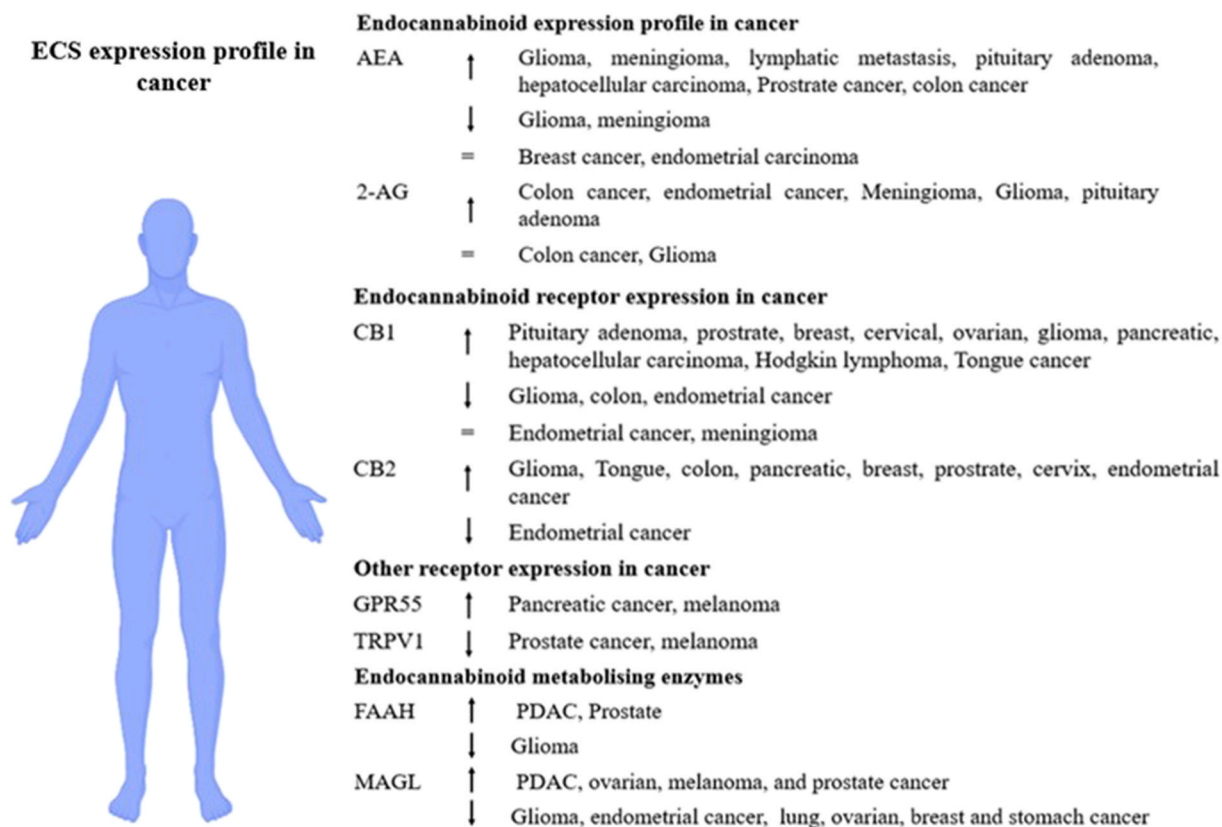 ECS expression profile in
cancer
Endocannabinoid expression profile in cancer
AEA ↑ Glioma, meningioma, lymphatic metastasis, pituitary adenoma,
hepatocellular carcinoma, Prostrate cancer, colon cancer
↓ Glioma, meningioma
= Breast cancer, endometrial carcinoma
2-AG ↑ Colon cancer, endometrial cancer, Meningioma, Glioma, pituitary
adenoma
= Colon cancer, Glioma
Endocannabinoid receptor expression in cancer
CB1 ↑ Pituitary adenoma, prostrate, breast, cervical, ovarian, glioma, pancreatic,
hepatocellular carcinoma, Hodgkin lymphoma, Tongue cancer
↓ Glioma, colon, endometrial cancer
= Endometrial cancer, meningioma
CB2 ↑ Glioma, Tongue, colon, pancreatic, breast, prostrate, cervix, endometrial
cancer
↓ Endometrial cancer
Other receptor expression in cancer
GPR55 ↑ Pancreatic cancer, melanoma
TRPV1 ↓ Prostate cancer, melanoma
Endocannabinoid metabolising enzymes
FAAH ↑ PDAC, Prostate
↓ Glioma
MAGL ↑ PDAC, ovarian, melanoma, and prostate cancer
↓ Glioma, endometrial cancer, lung, ovarian, breast and stomach cancer